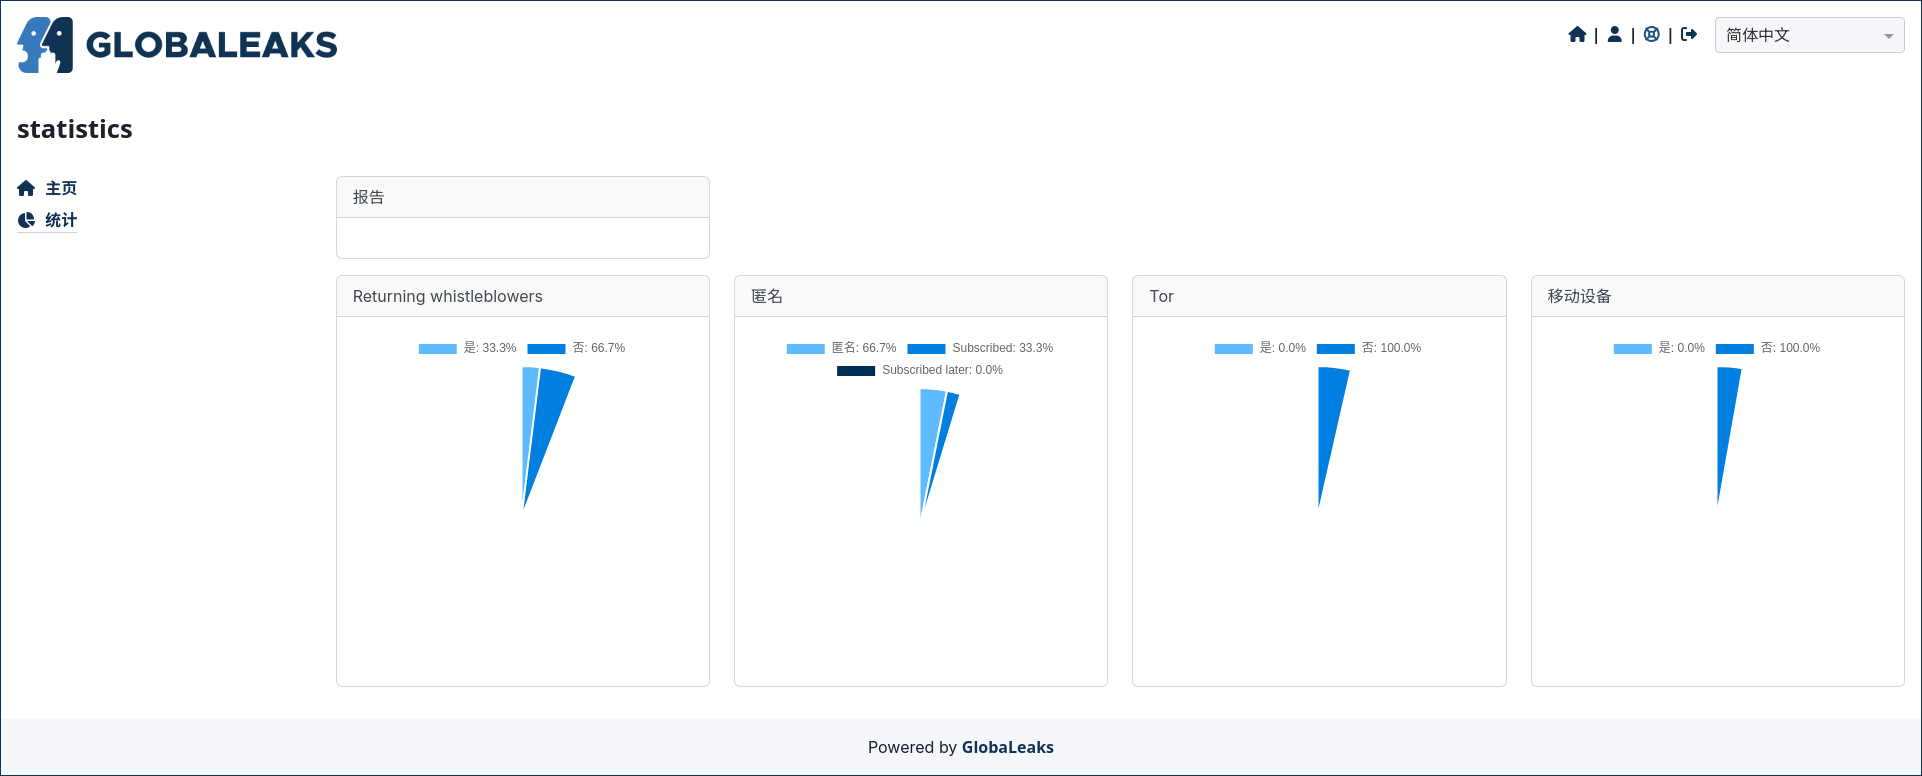 GLOBALEAKS
| | |
简体中文
statistics
主页
统计
报告
Returning whistleblowers
是: 33.3% 否: 66.7%
匿名
匿名: 66.7% Subscribed: 33.3%
Subscribed later: 0.0%
Tor
是: 0.0% 否: 100.0%
移动设备
是: 0.0% 否: 100.0%
Powered by GlobaLeaks